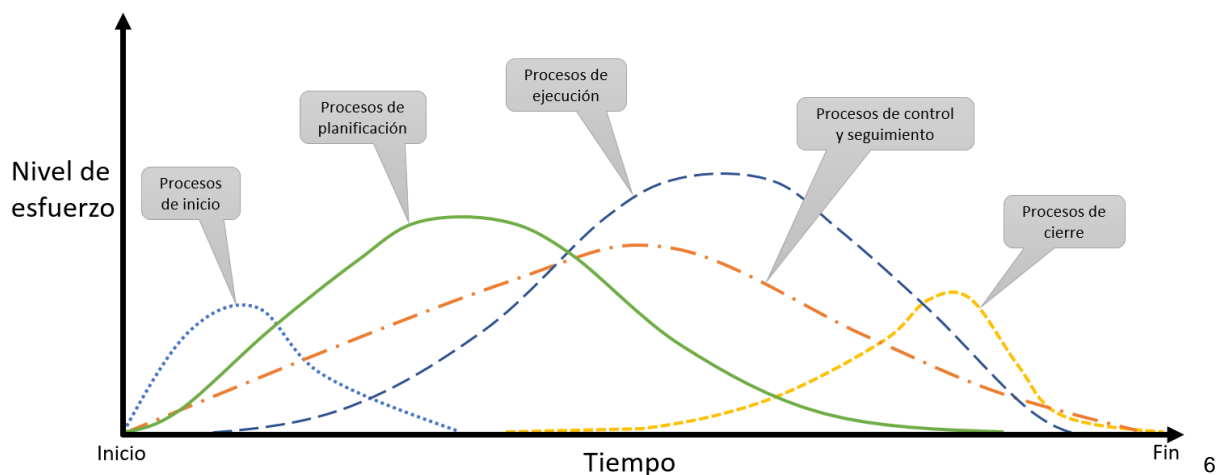 Procesos de
ejecución
Procesos de
planificación
Procesos de control
y seguimiento
Nivel de
esfuerzo
Procesos
de inicio
Procesos de
cierre
Inicio
Tiempo
Fin
6